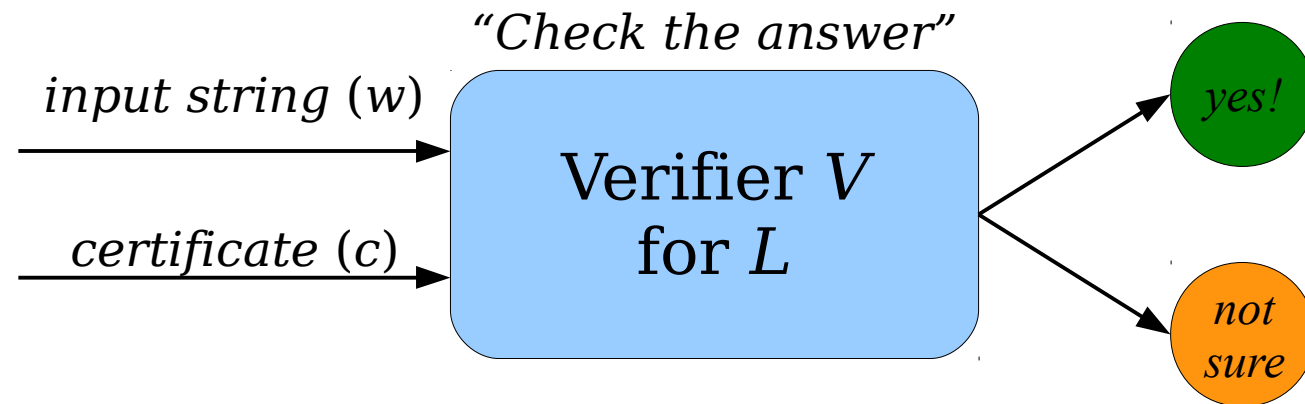 “Check the answer”
input string (w)
certificate (c)
Verifier V
for L
yes!
not
sure